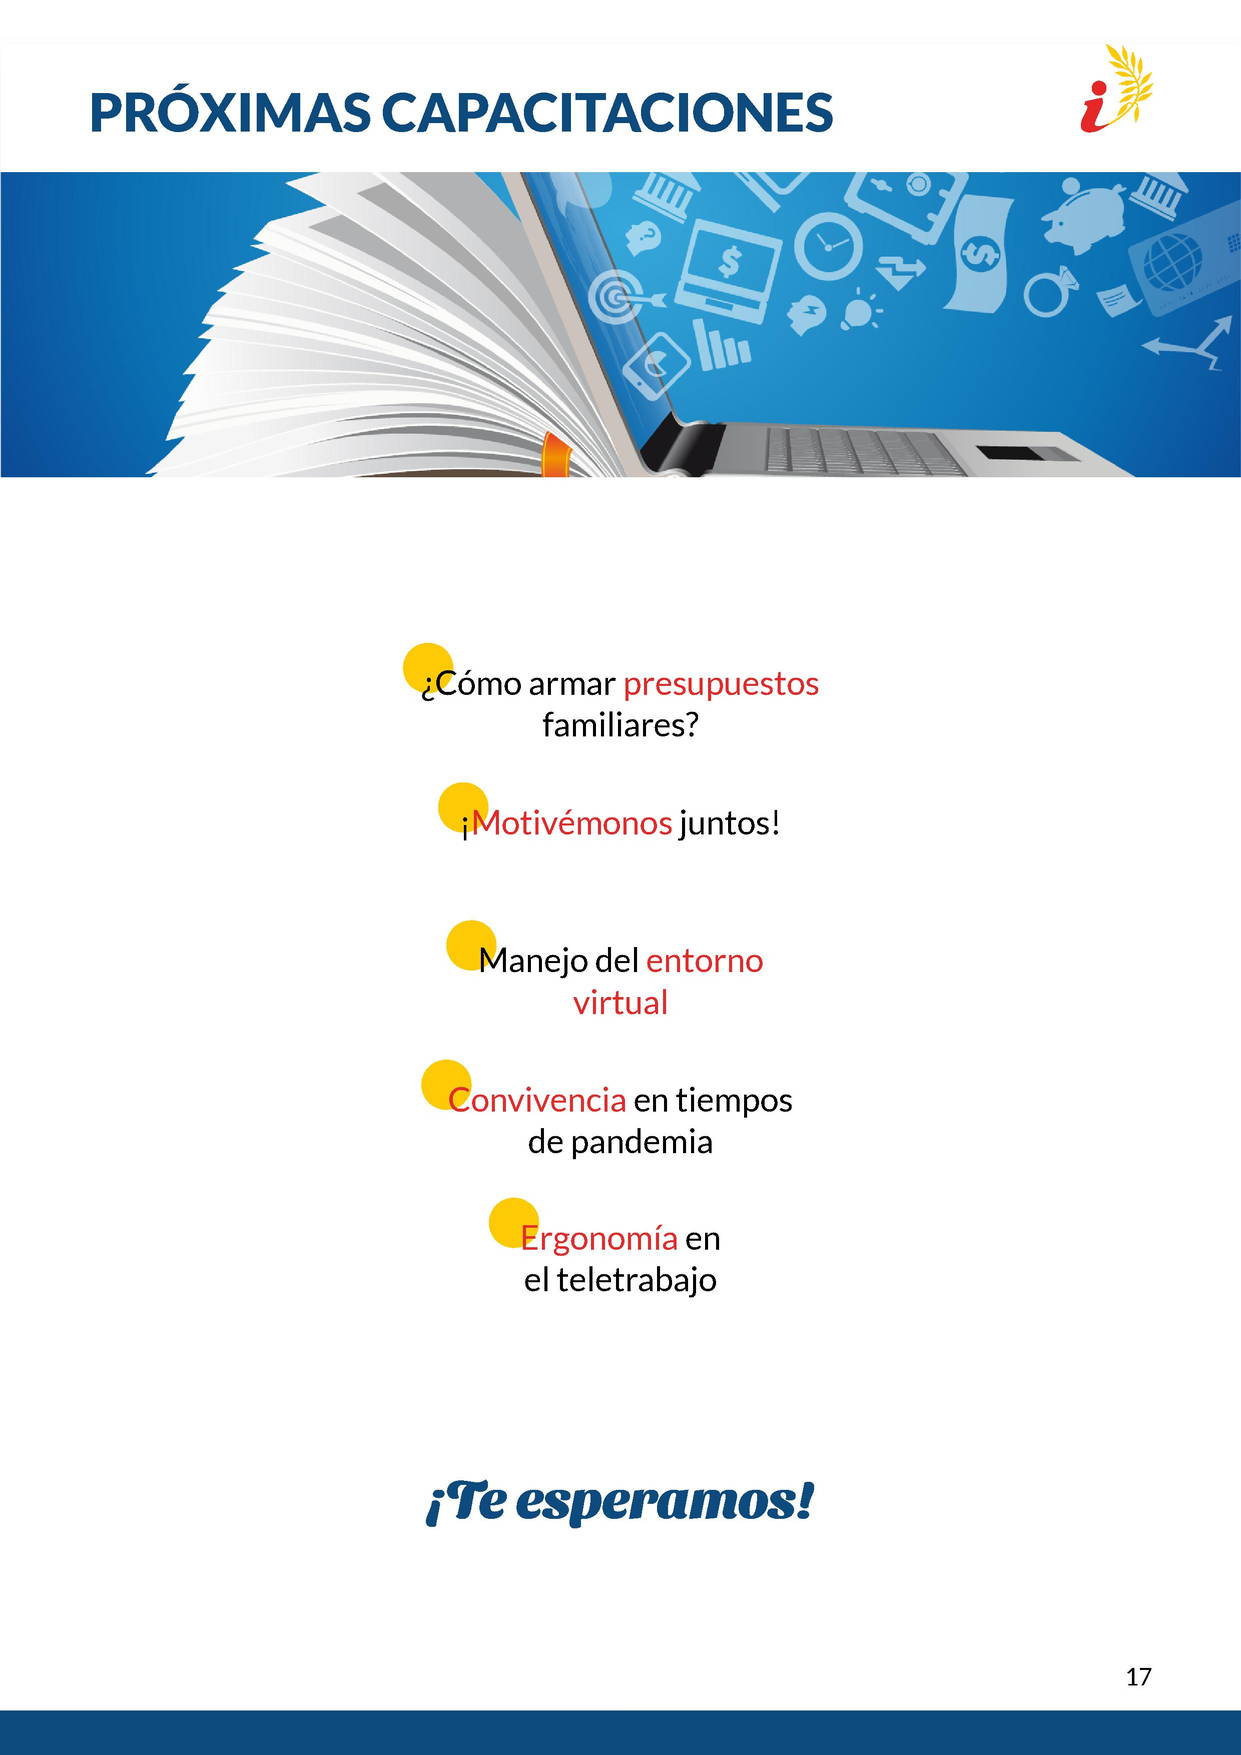 PRÓXIMAS CAPACITACIONES
¿Cómo armar presupuestos
familiares?
¡Motivémonos juntos!
Manejo del entorno
virtual
Convivencia en tiempos
de pandemia
Ergonomía en
el teletrabajo
¡Te esperamos!
17